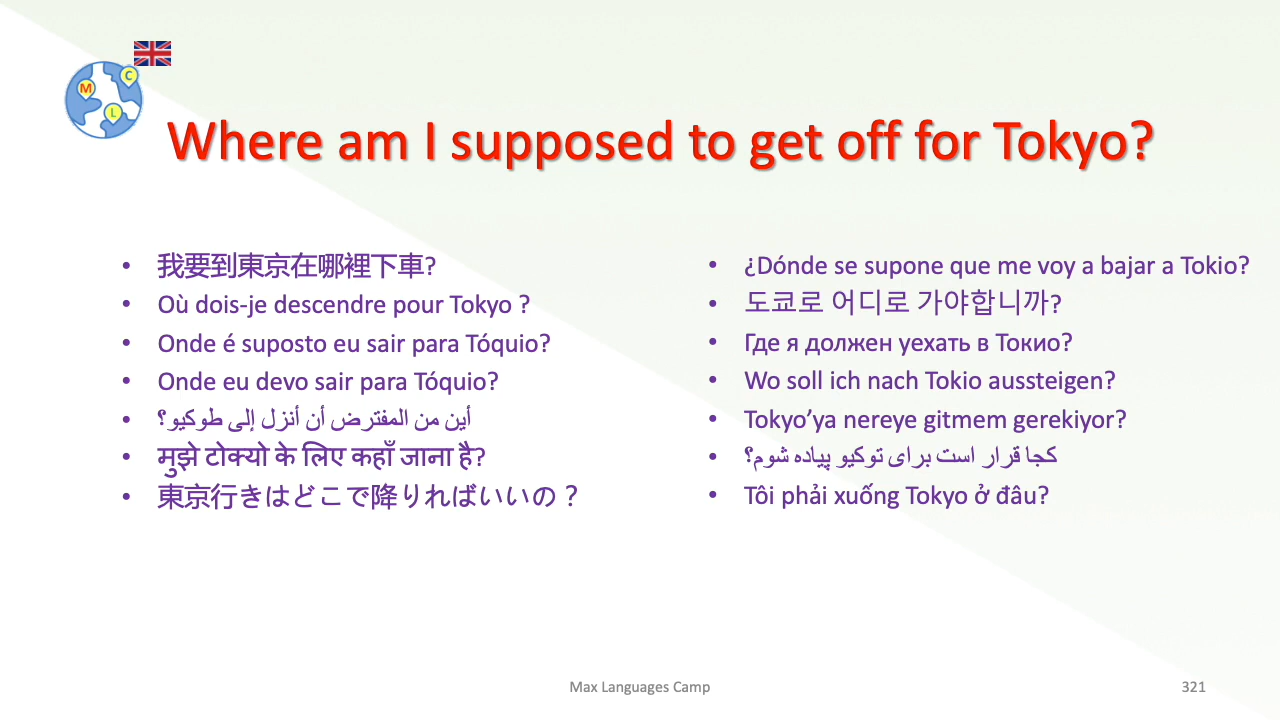 M
C
L
Where am I supposed to get off for Tokyo?
我要到東京在哪裡下車?
Où dois-je descendre pour Tokyo ?
Onde é suposto eu sair para Tóquio?
Onde eu devo sair para Tóquio?
أين من المفترض أن أنزل إلى طوكيو؟
मुझे टोक्यो के लिए कहाँ जाना है?
東京行きはどこで降りればいいの？
¿Dónde se supone que me voy a bajar a Tokio?
도쿄로 어디로 가야합니까?
Где я должен уехать в Токио?
Wo soll ich nach Tokio aussteigen?
Tokyo’ya nereye gitmem gerekiyor?
کجا قرار است برای توکیو پیاده شوم؟
Tôi phải xuống Tokyo ở đâu?
Max Languages Camp
321